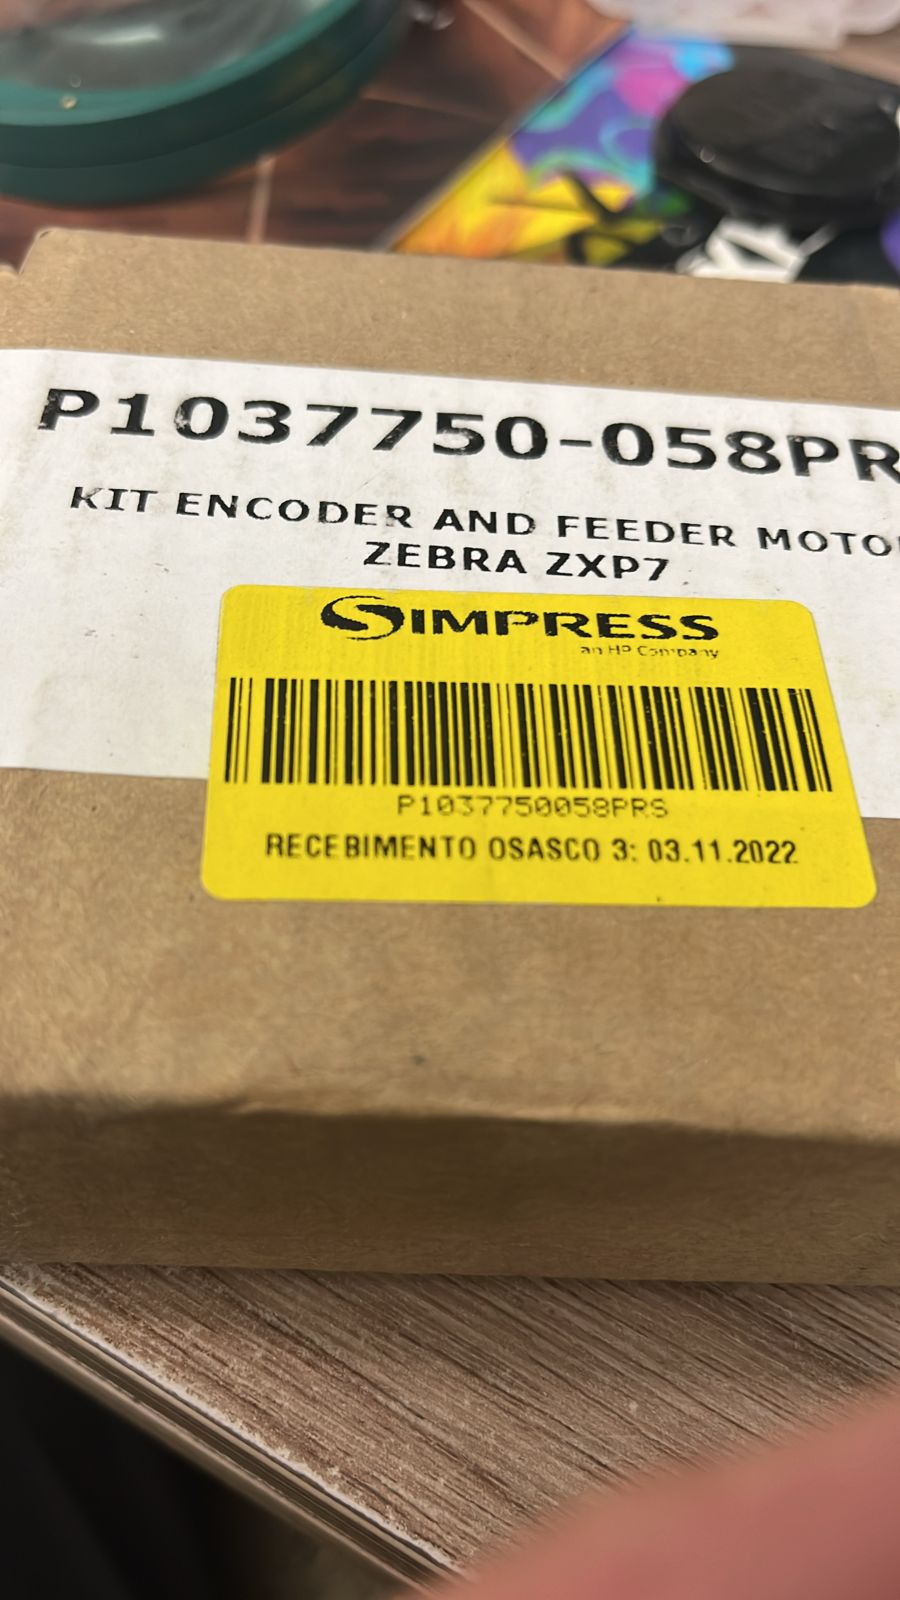 P1037750-058PR
KIT ENCODER AND FEEDER MOTO
ZEBRA ZXP7
SIMPRESS
an HP Company
P1037750058PRS
RECEBIMENTO OSASCO 3: 03.11.2022